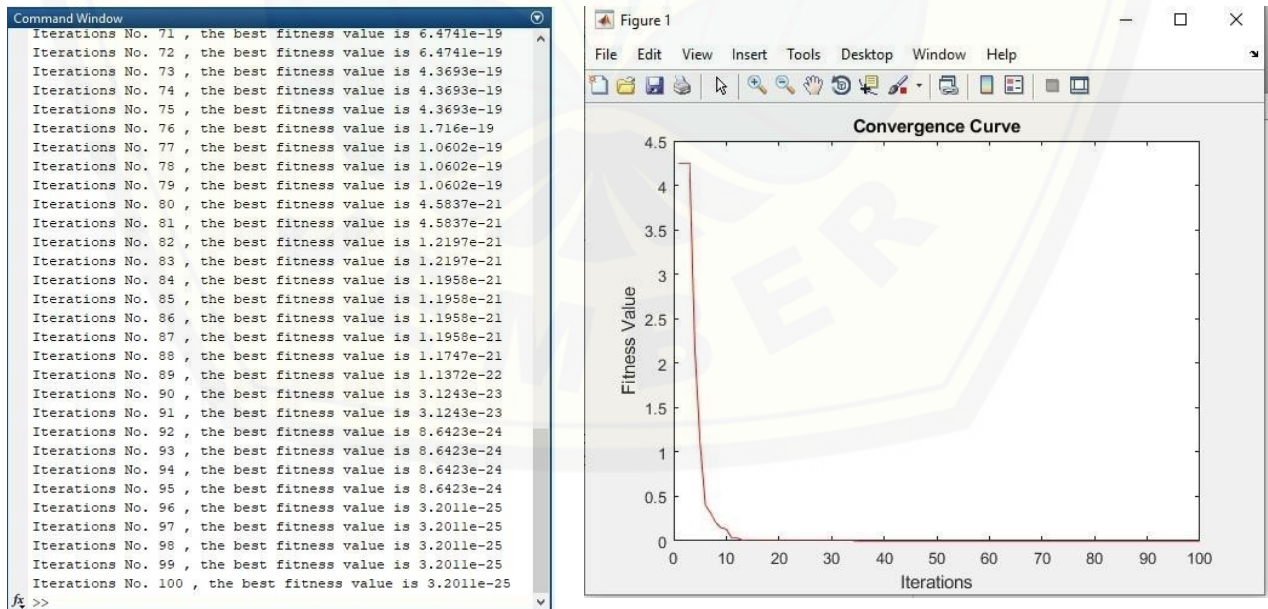 Command Window
Iterations No. 71 , the best fitness value is 6.4741e-19
Iterations No. 72 , the best fitness value is 6.4741e-19
Iterations No. 73 , the best fitness value is 4.3693e-19
Iterations No. 74 , the best fitness value is 4.3693e-19
Iterations No. 75 , the best fitness value is 4.3693e-19
Iterations No. 76 , the best fitness value is 1.716e-19
Iterations No. 77 , the best fitness value is 1.0602e-19
Iterations No. 78 , the best fitness value is 1.0602e-19
Iterations No. 79 , the best fitness value is 1.0602e-19
Iterations No. 80 , the best fitness value is 4.5837e-21
Iterations No. 81 , the best fitness value is 4.5837e-21
Iterations No. 82 , the best fitness value is 1.2197e-21
Iterations No. 83 , the best fitness value is 1.2197e-21
Iterations No. 84 , the best fitness value is 1.1958e-21
Iterations No. 85 , the best fitness value is 1.1958e-21
Iterations No. 86 , the best fitness value is 1.1958e-21
Iterations No. 87 , the best fitness value is 1.1958e-21
Iterations No. 88 , the best fitness value is 1.1747e-21
Iterations No. 89 , the best fitness value is 1.1372e-22
Iterations No. 90 , the best fitness value is 3.1243e-23
Iterations No. 91 , the best fitness value is 3.1243e-23
Iterations No. 92 , the best fitness value is 8.6423e-24
Iterations No. 93 , the best fitness value is 8.6423e-24
Iterations No. 94 , the best fitness value is 8.6423e-24
Iterations No. 95 , the best fitness value is 8.6423e-24
Iterations No. 96 , the best fitness value is 3.2011e-25
Iterations No. 97 , the best fitness value is 3.2011e-25
Iterations No. 98 , the best fitness value is 3.2011e-25
Iterations No. 99 , the best fitness value is 3.2011e-25
Iterations No. 100 , the best fitness value is 3.2011e-25
fx >>
Figure 1
File Edit View Insert Tools Desktop Window Help
Convergence Curve
4.5
4
3.5
3
2.5
2
1.5
1
0.5
0
Fitness Value
0 10 20 30 40 50 60 70 80 90 100
Iterations
MBER